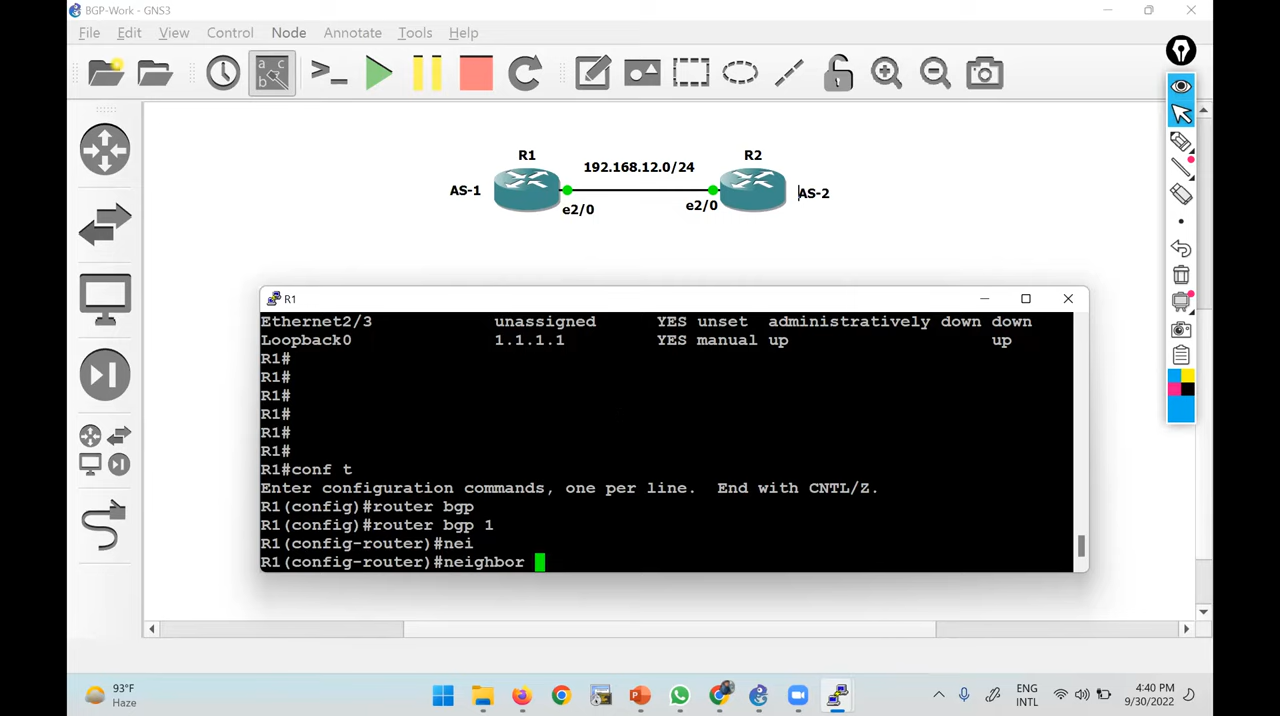 BGP-Work - GNS3
File Edit View Control Node Annotate Tools Help
a c
b
R1 R2
192.168.12.0/24
AS-1 AS-2
e2/0 e2/0
R1
Ethernet2/3 unassigned YES unset administratively down down
Loopback0 1.1.1.1 YES manual up up
R1#
R1#
R1#
R1#
R1#
R1#
R1#conf t
Enter configuration commands, one per line. End with CNTL/Z.
R1(config)#router bgp
R1(config)#router bgp 1
R1(config-router)#nei
R1(config-router)#neighbor
93°F
Haze
ENG
INTL
4:40 PM
9/30/2022